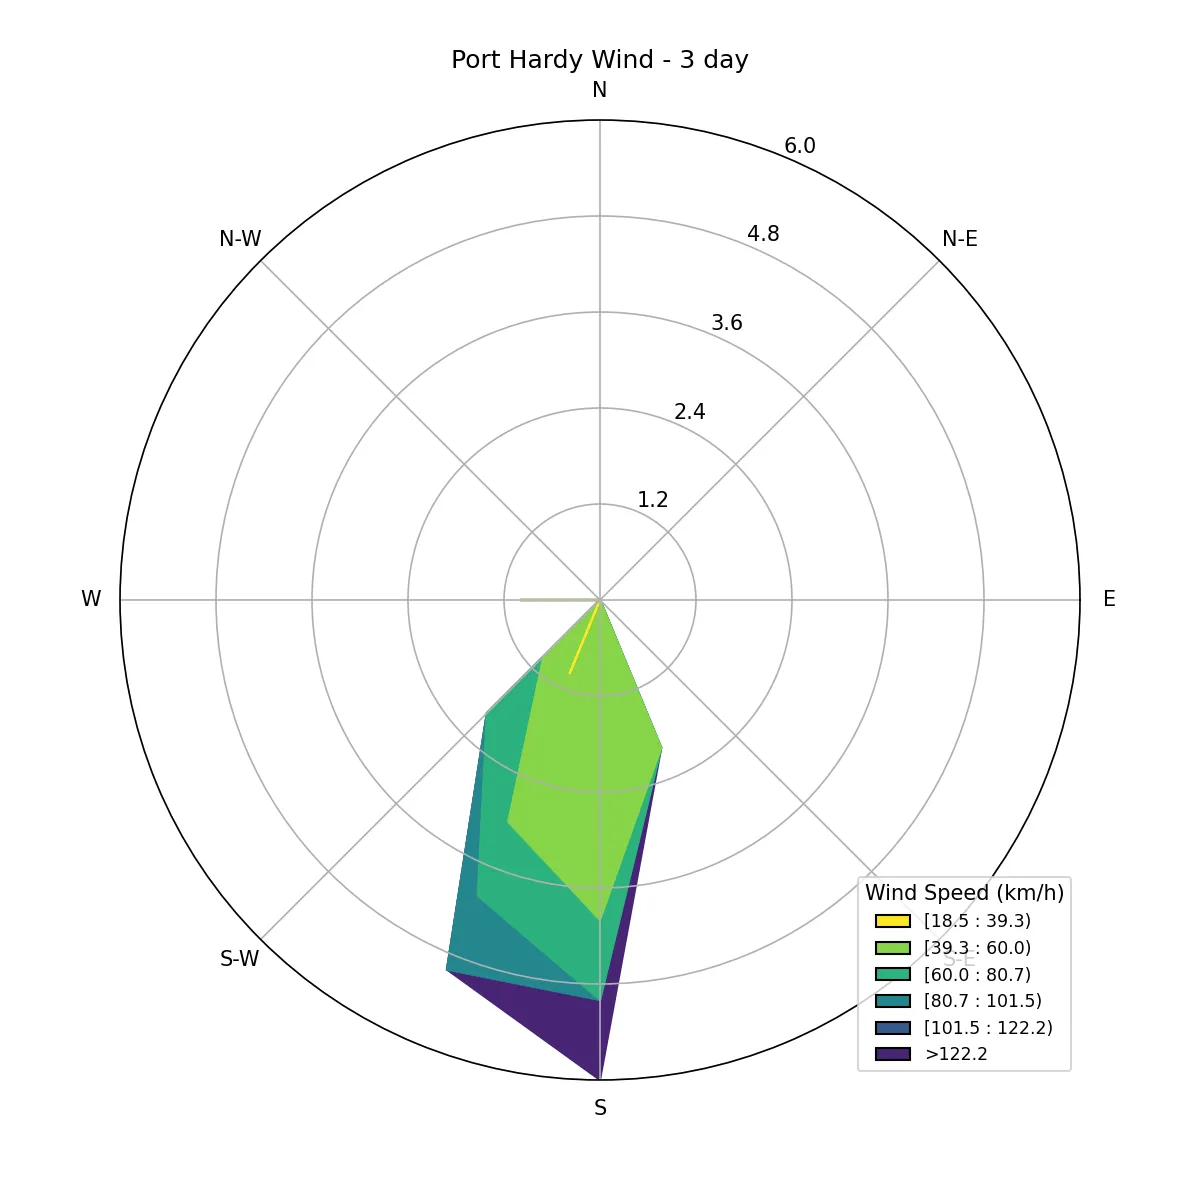 Port Hardy Wind - 3 day
N
6.0
4.8
N-W
N-E
3.6
2.4
1.2
W
E
Wind Speed (km/h)
[18.5 : 39.3)
[39.3 : 60.0)
S-W
S-E
[60.0 : 80.7)
[80.7 : 101.5)
[101.5 : 122.2)
>122.2
S